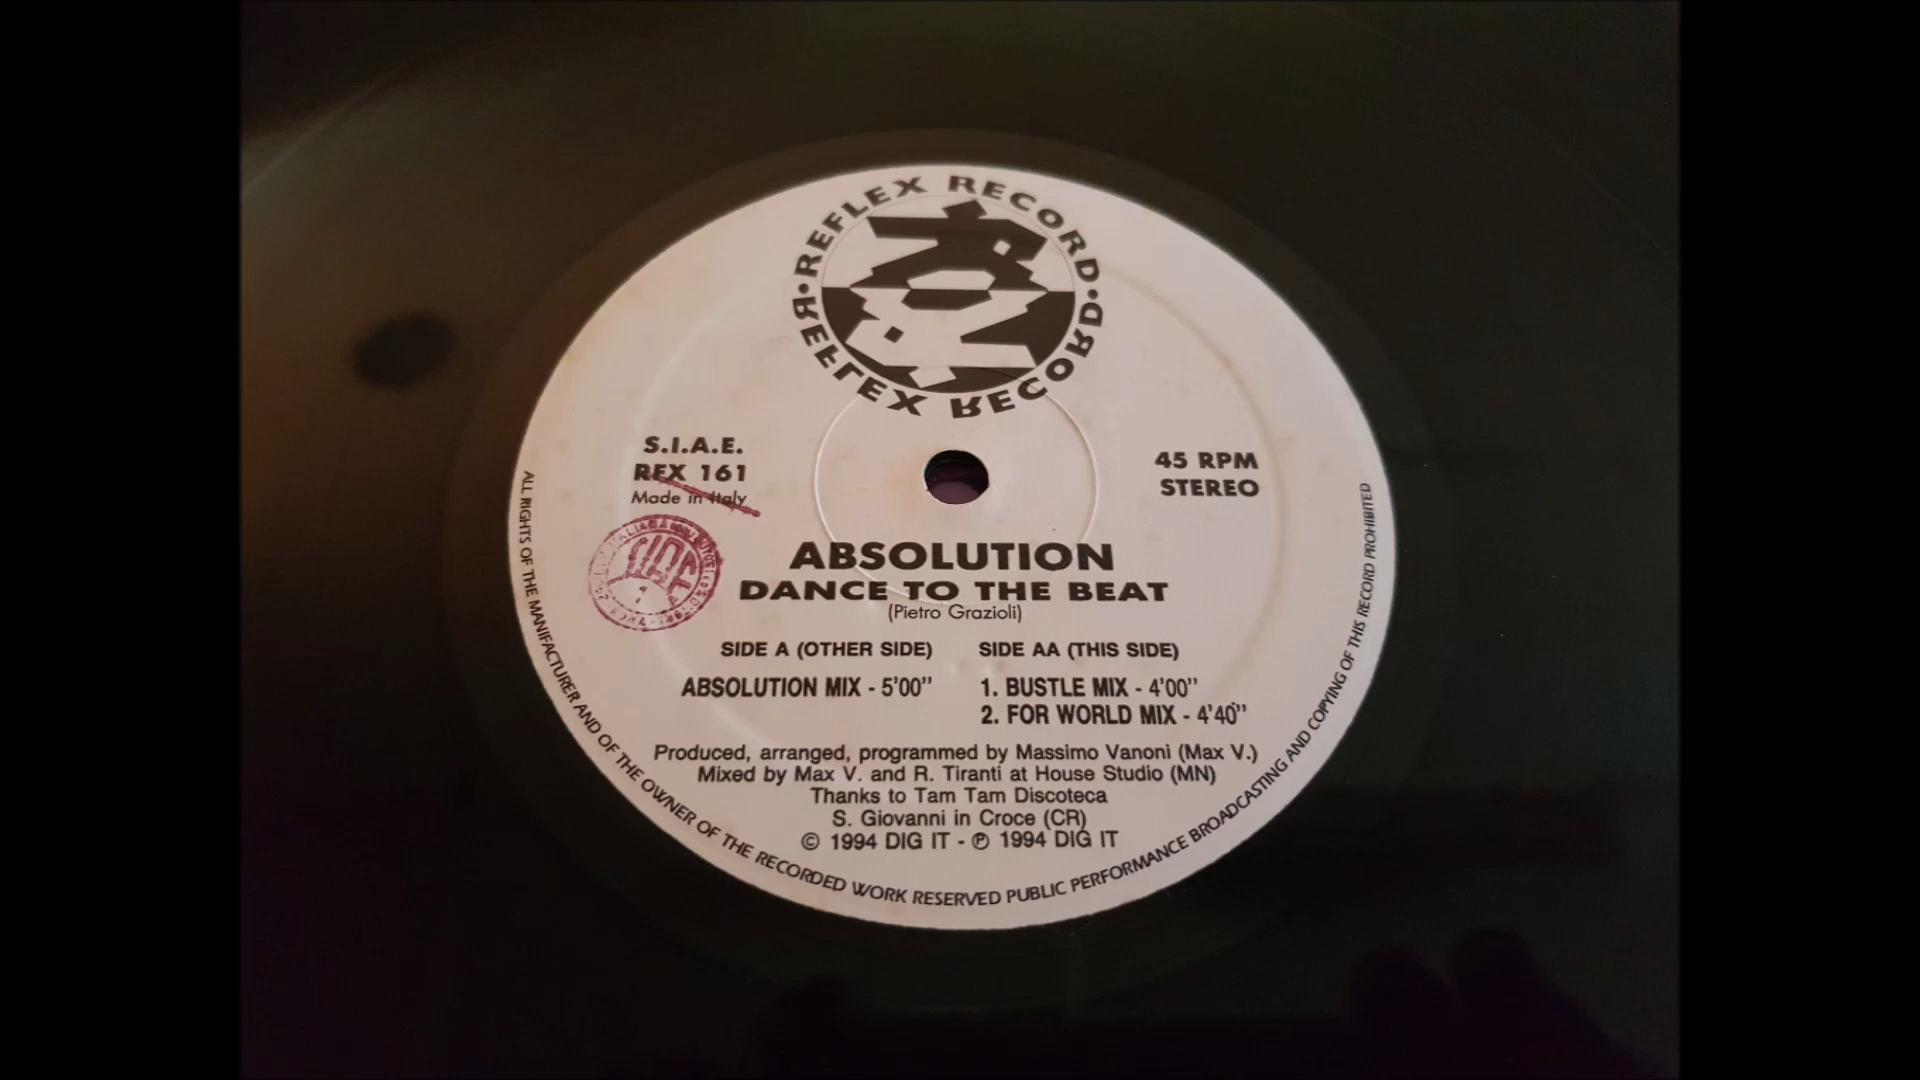 REFLEX RECORD
REFLEX RECORD
S.I.A.E.
RFX 161
Made in Italy
45 RPM
STEREO
ABSOLUTION
DANCE TO THE BEAT
(Pietro Grazioli)
SIDE A (OTHER SIDE)
ABSOLUTION MIX - 5'00"
SIDE AA (THIS SIDE)
1. BUSTLE MIX - 4'00"
2. FOR WORLD MIX - 4'40"
Produced, arranged, programmed by Massimo Vanoni (Max V.)
Mixed by Max V. and R. Tiranti at House Studio (MN)
Thanks to Tam Tam Discoteca
S. Giovanni in Croce (CR)
© 1994 DIG IT - ℗ 1994 DIG IT
ALL RIGHTS OF THE MANIFACTURER AND OF THE OWNER OF THE RECORDED WORK RESERVED PUBLIC PERFORMANCE BROADCASTING AND COPYING OF THIS RECORD PROHIBITED